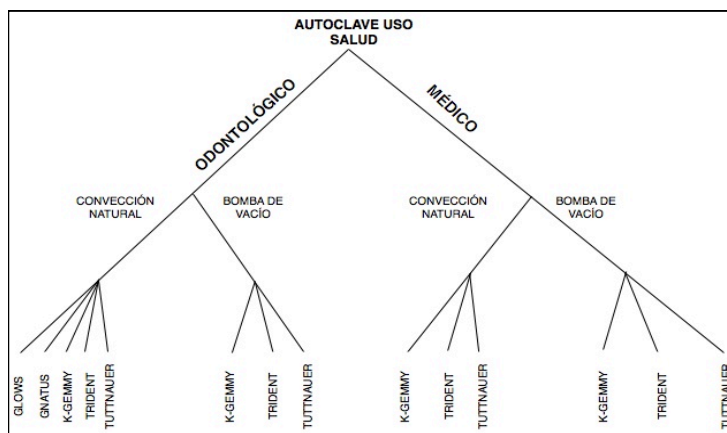 AUTOCLAVE USO
SALUD
ODONTOLÓGICO
MÉDICO
CONVECCIÓN
NATURAL
BOMBA DE
VACÍO
CONVECCIÓN
NATURAL
BOMBA DE
VACÍO
GLOWS
GNATUS
K-GEMMY
TRIDENT
TUTTNAUER
K-GEMMY
TRIDENT
TUTTNAUER
K-GEMMY
TRIDENT
TUTTNAUER
K-GEMMY
TRIDENT
TUTTNAUER